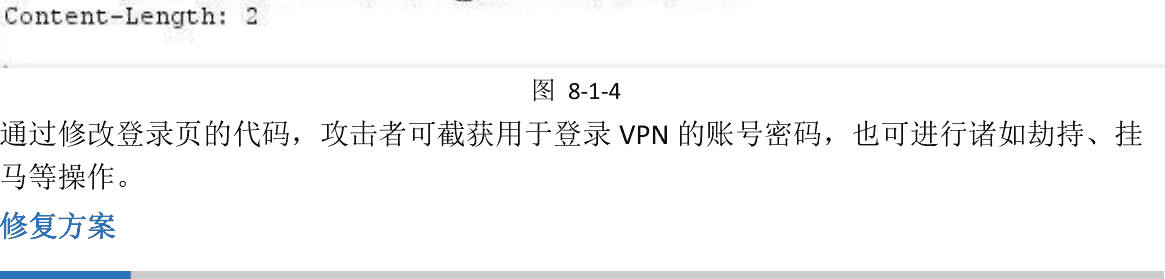 Content-Length: 2
图 8-1-4
通过修改登录页的代码，攻击者可截获用于登录 VPN 的账号密码，也可进行诸如劫持、挂
马等操作。
修复方案